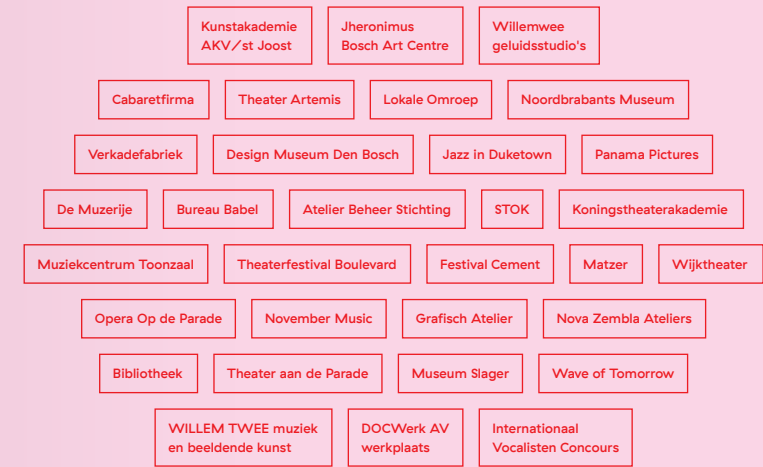 Kunstakademie
AKV/st Joost
Jheronimus
Bosch Art Centre
Willemwee
geluidsstudio's
Cabaretfirma
Theater Artemis
Lokale Omroep
Noordbrabants Museum
Verkadefabriek
Design Museum Den Bosch
Jazz in Duketown
Panama Pictures
De Muzerije
Bureau Babel
Atelier Beheer Stichting
STOK
Koningstheaterakademie
Muziekcentrum Toonzaal
Theaterfestival Boulevard
Festival Cement
Matzer
Wijktheater
Opera Op de Parade
November Music
Grafisch Atelier
Nova Zembla Ateliers
Bibliotheek
Theater aan de Parade
Museum Slager
Wave of Tomorrow
WILLEM TWEE muziek
en beeldende kunst
DOCWerk AV
werkplaats
Internationaal
Vocalisten Concours